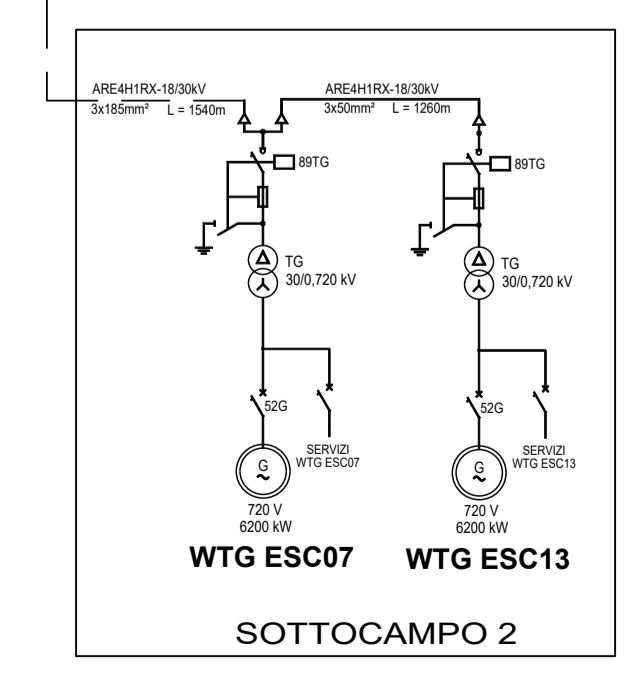 ARE4H1RX-18/30kV
3x185mm² L = 1540m
ARE4H1RX-18/30kV
3x50mm² L = 1260m
89TG
89TG
TG
30/0,720 kV
TG
30/0,720 kV
52G
52G
SERVIZI
WTG ESC07
SERVIZI
WTG ESC13
G
G
720 V
6200 kW
720 V
6200 kW
WTG ESC07
WTG ESC13
SOTTOCAMPO 2